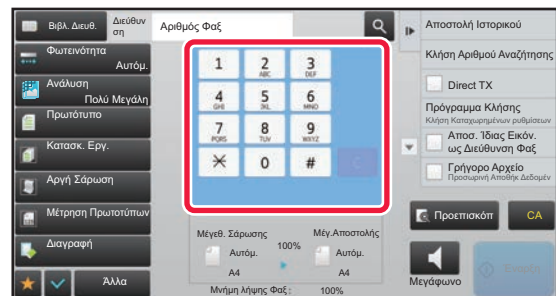 Βιβλ. Διευθ.
Διεύθυν
ση
Αριθμός Φαξ
Φωτεινότητα
Αυτόμ.
Ανάλυση
Πολύ Μεγάλη
Πρωτότυπο
Κατασκ. Εργ.
Αργή Σάρωση
Μέτρηση Πρωτοτύπων
Διαγραφή
Άλλα
1 2 3
ABC DEF
4 5 6
GHI JKL MNO
7 8 9
PQRS TUV WXYZ
0 # C
Μέγεθ. Σάρωσης
Αυτόμ.
A4
100%
Μέγ.Αποστολής
Αυτόμ.
A4
Μνήμη λήψης Φαξ: 100%
Αποστολή Ιστορικού
Κλήση Αριθμού Αναζήτησης
Direct TX
Πρόγραμμα Κλήσης
Κλήση Καταχωρημένων ρυθμίσεων
Αποσ. Ίδιας Εικόν.
ως Διεύθυνση Φαξ
Γρήγορο Αρχείο
Προσωρινή Αποθήκ Δεδομέν
Προεπισκόπ
CA
Μεγάφωνο
Έναρξη